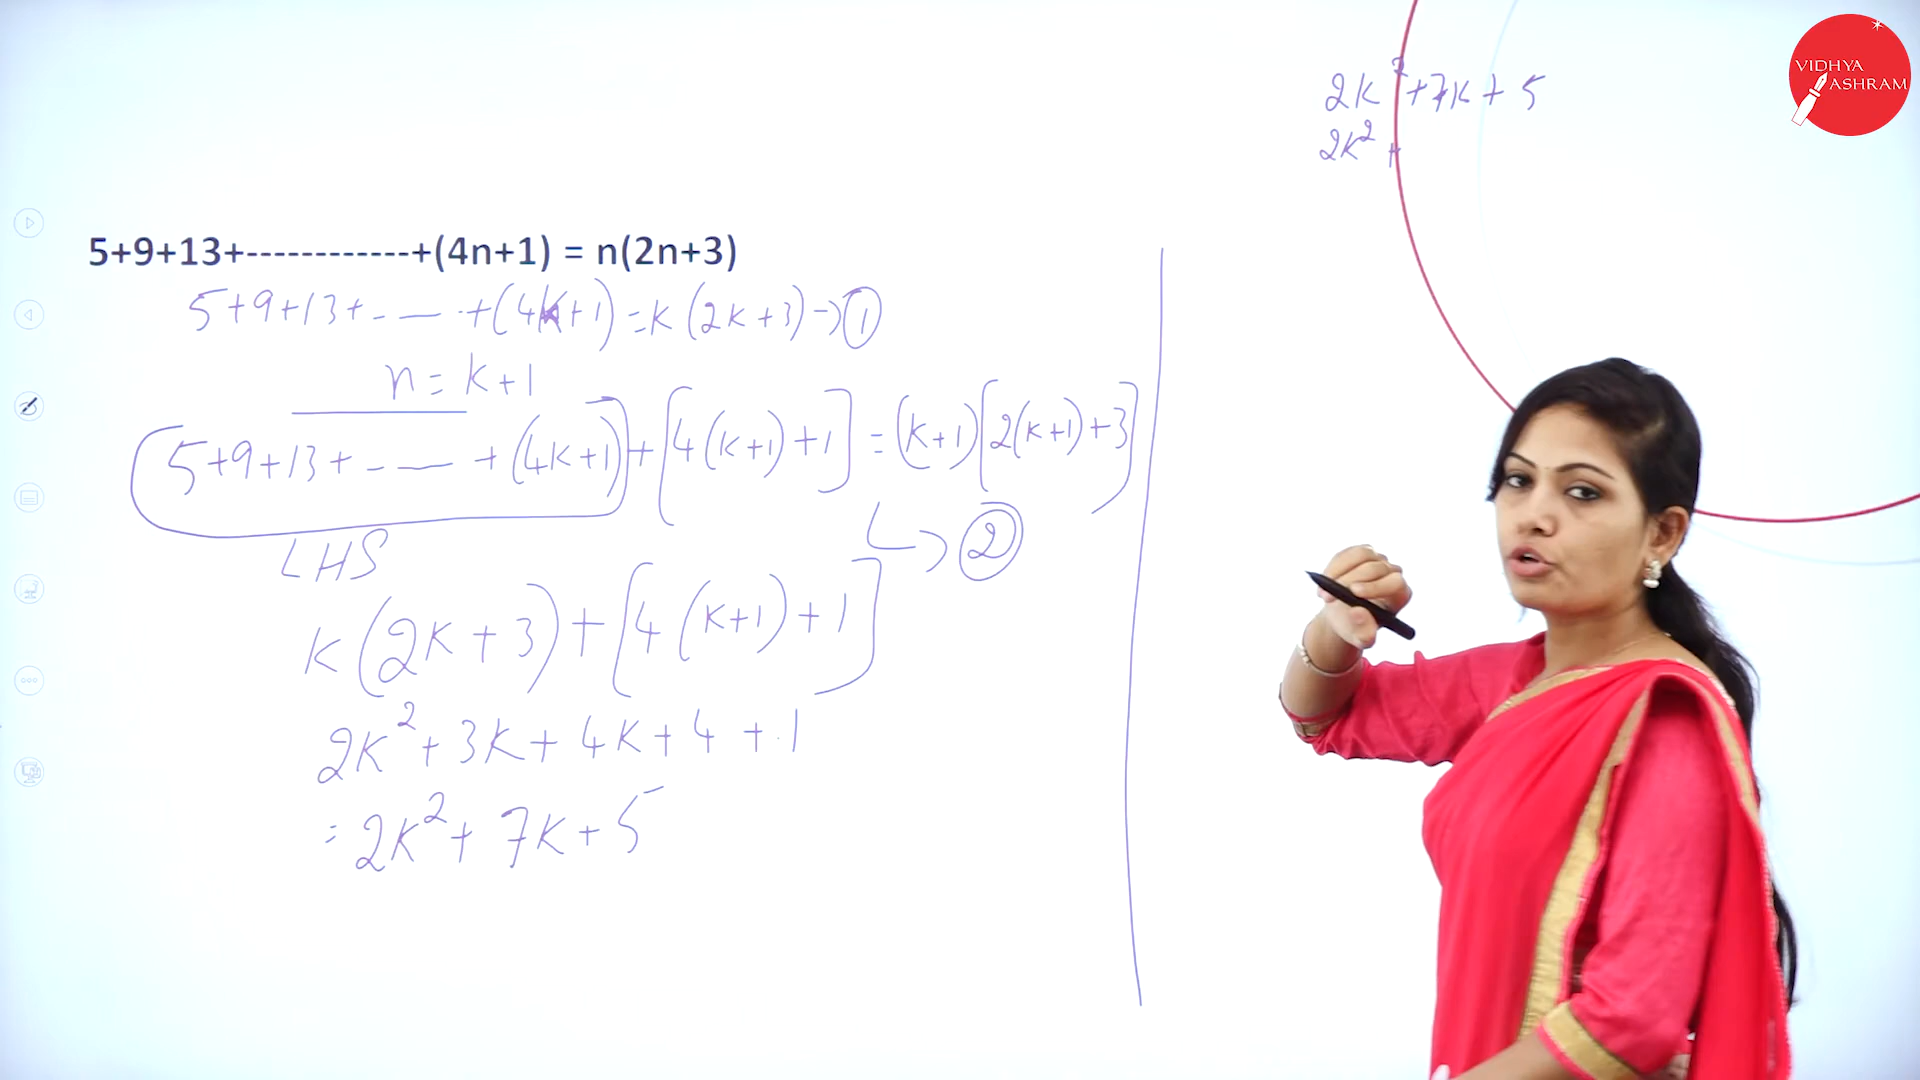 VIDHYA
ASHRAM
2k²+7k+5
2k²+
5+9+13+------------+(4n+1) = n(2n+3)
5+9+13+----+(4k+1)=k(2k+3)→①
n=k+1
5+9+13+----+(4k+1)+[4(k+1)+1]=(k+1)[2(k+1)+3]
↳②
LHS
k(2k+3)+[4(k+1)+1]
2k²+3k+4k+4+1
=2k²+7k+5